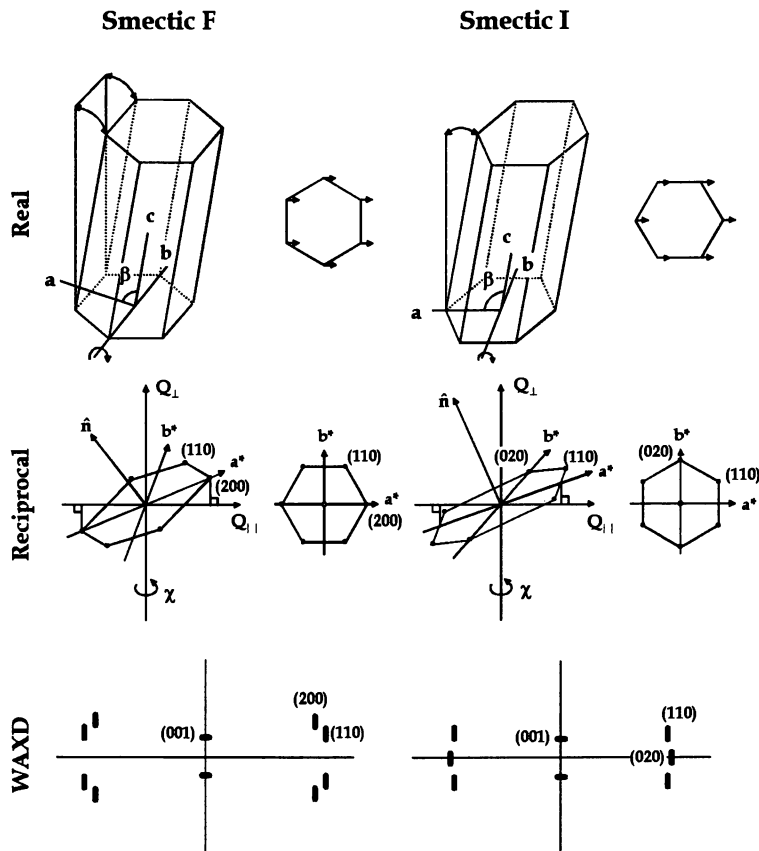 Smectic F Smectic I
Real
c
b
β
a
c
b
β
a
Reciprocal
Q⊥
n̂
b*
(110)
a*
(200)
Q||
χ
b*
(110)
a*
(200)
Q⊥
n̂
(020)
b*
(110)
a*
Q||
χ
(020)
b*
(110)
a*
WAXD
(200)
(001)
(110)
(110)
(001)
(020)